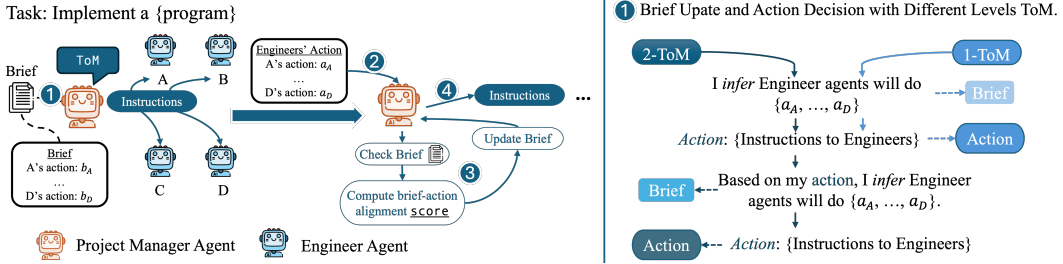 Task: Implement a {program}
ToM
Brief
1
Instructions
A
B
C
D
Brief
A's action: b_A
...
D's action: b_D
Engineers' Action
A's action: a_A
...
D's action: a_D
2
AI
4
Instructions
...
Check Brief
Update Brief
3
Compute brief-action
alignment score
Project Manager Agent
Engineer Agent
1 Brief Upate and Action Decision with Different Levels ToM.
2-ToM
1-ToM
I infer Engineer agents will do
{a_A, ..., a_D}
Brief
Action: {Instructions to Engineers}
Action
Based on my action, I infer Engineer
agents will do {a_A, ..., a_D}.
Brief
Action: {Instructions to Engineers}
Action